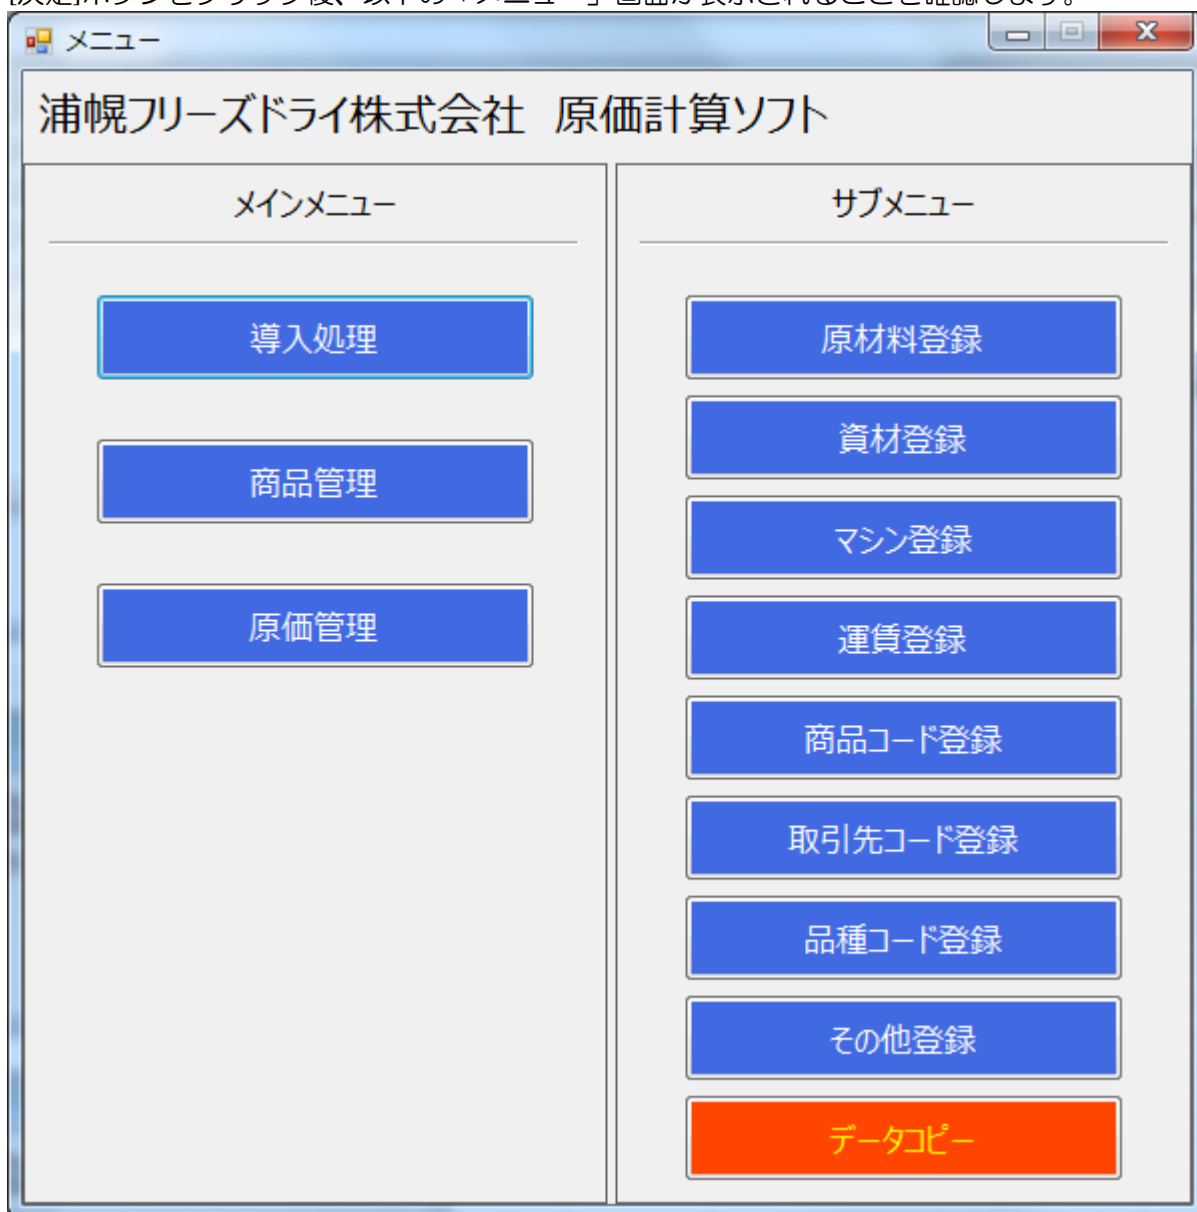 メニュー
浦幌フリーズドライ株式会社 原価計算ソフト
メインメニュー
導入処理
商品管理
原価管理
サブメニュー
原材料登録
資材登録
マシン登録
運賃登録
商品コード登録
取引先コード登録
品種コード登録
その他登録
データコピー